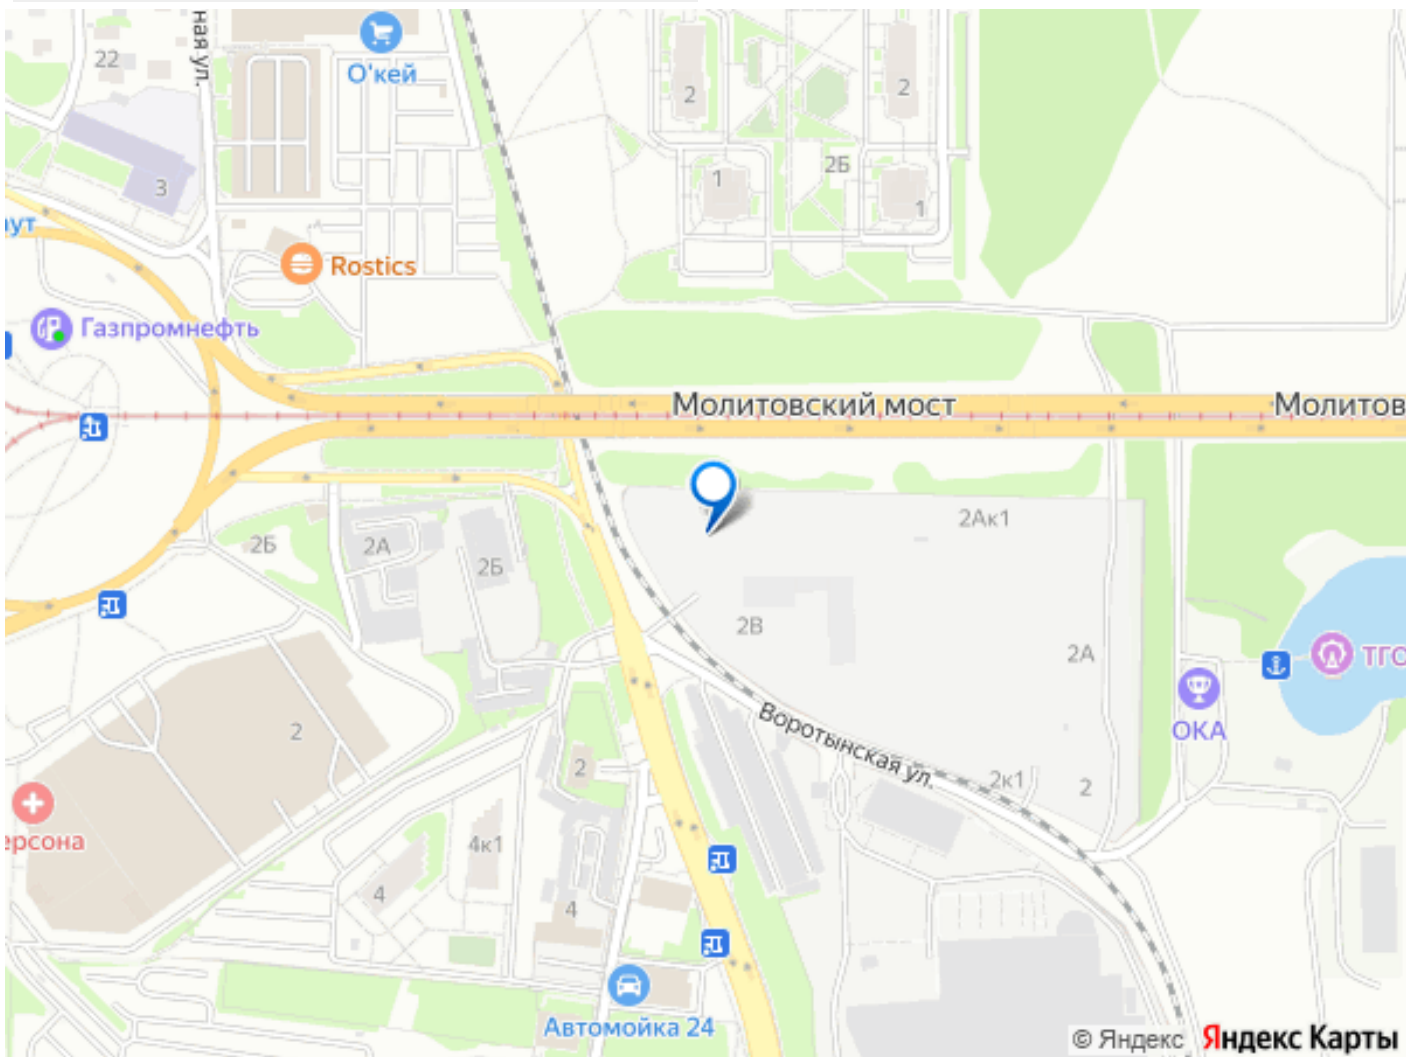 ная ул.
22
О'кей
2
2
2Б
1
1
3
ут
Rostics
Газпромнефть
Молитовский мост
Молитов
2Ак1
2Б
2А
2Б
2В
2А
ТГО
ОКА
Воротынская ул.
2
2
2к1
2
ерсона
4к1
4
4
Автомойка 24
© Яндекс Яндекс Карты